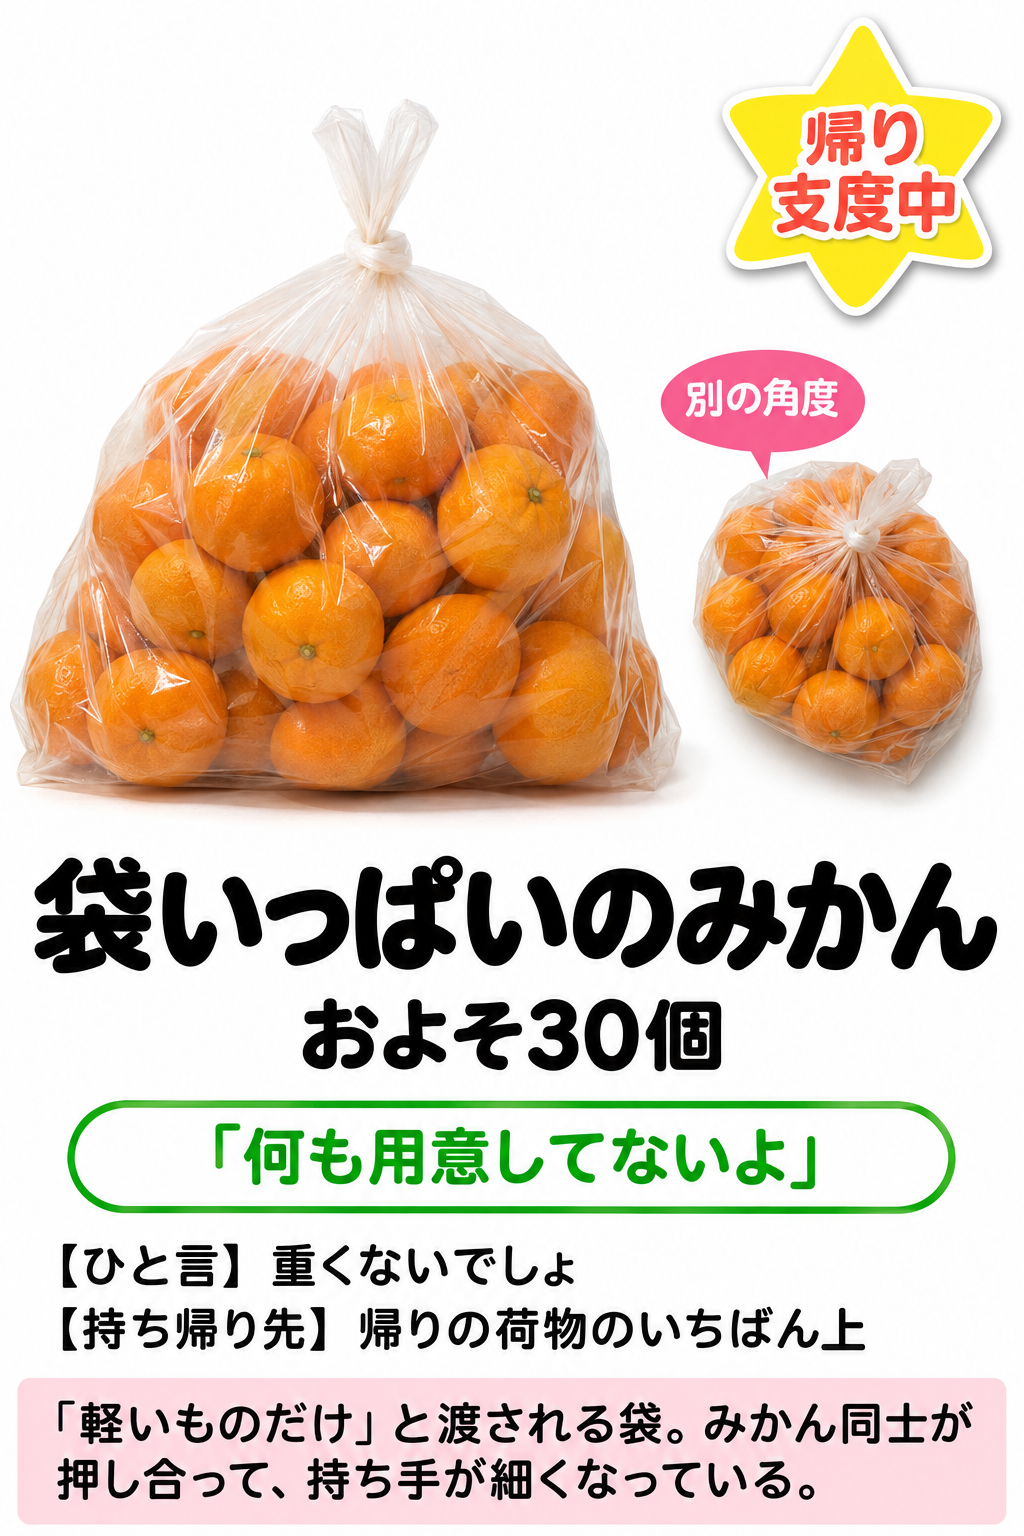 帰り
支度中
別の角度
袋いっぱいのみかん
およそ30個
「何も用意してないよ」
【ひと言】重くないでしょ
【持ち帰り先】帰りの荷物のいちばん上
「軽いものだけ」と渡される袋。みかん同士が
押し合って、持ち手が細くなっている。